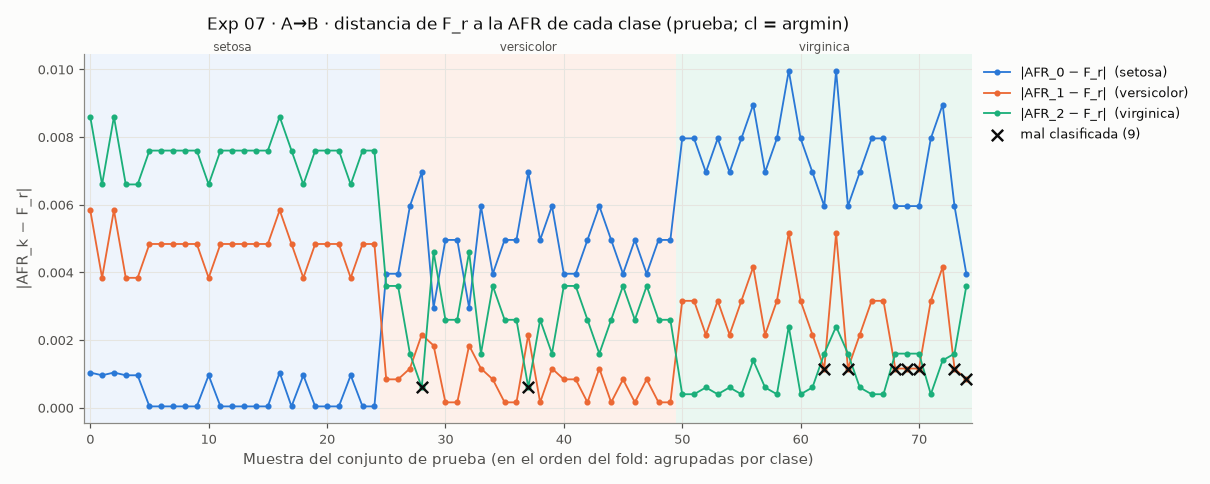 Exp 07 · A→B · distancia de F_r a la AFR de cada clase (prueba; cl = argmin)
setosa
versicolor
virginica
|AFR_k − F_r|
0.010
0.008
0.006
0.004
0.002
0.000
0
10
20
30
40
50
60
70
Muestra del conjunto de prueba (en el orden del fold: agrupadas por clase)
|AFR_0 − F_r| (setosa)
|AFR_1 − F_r| (versicolor)
|AFR_2 − F_r| (virginica)
mal clasificada (9)